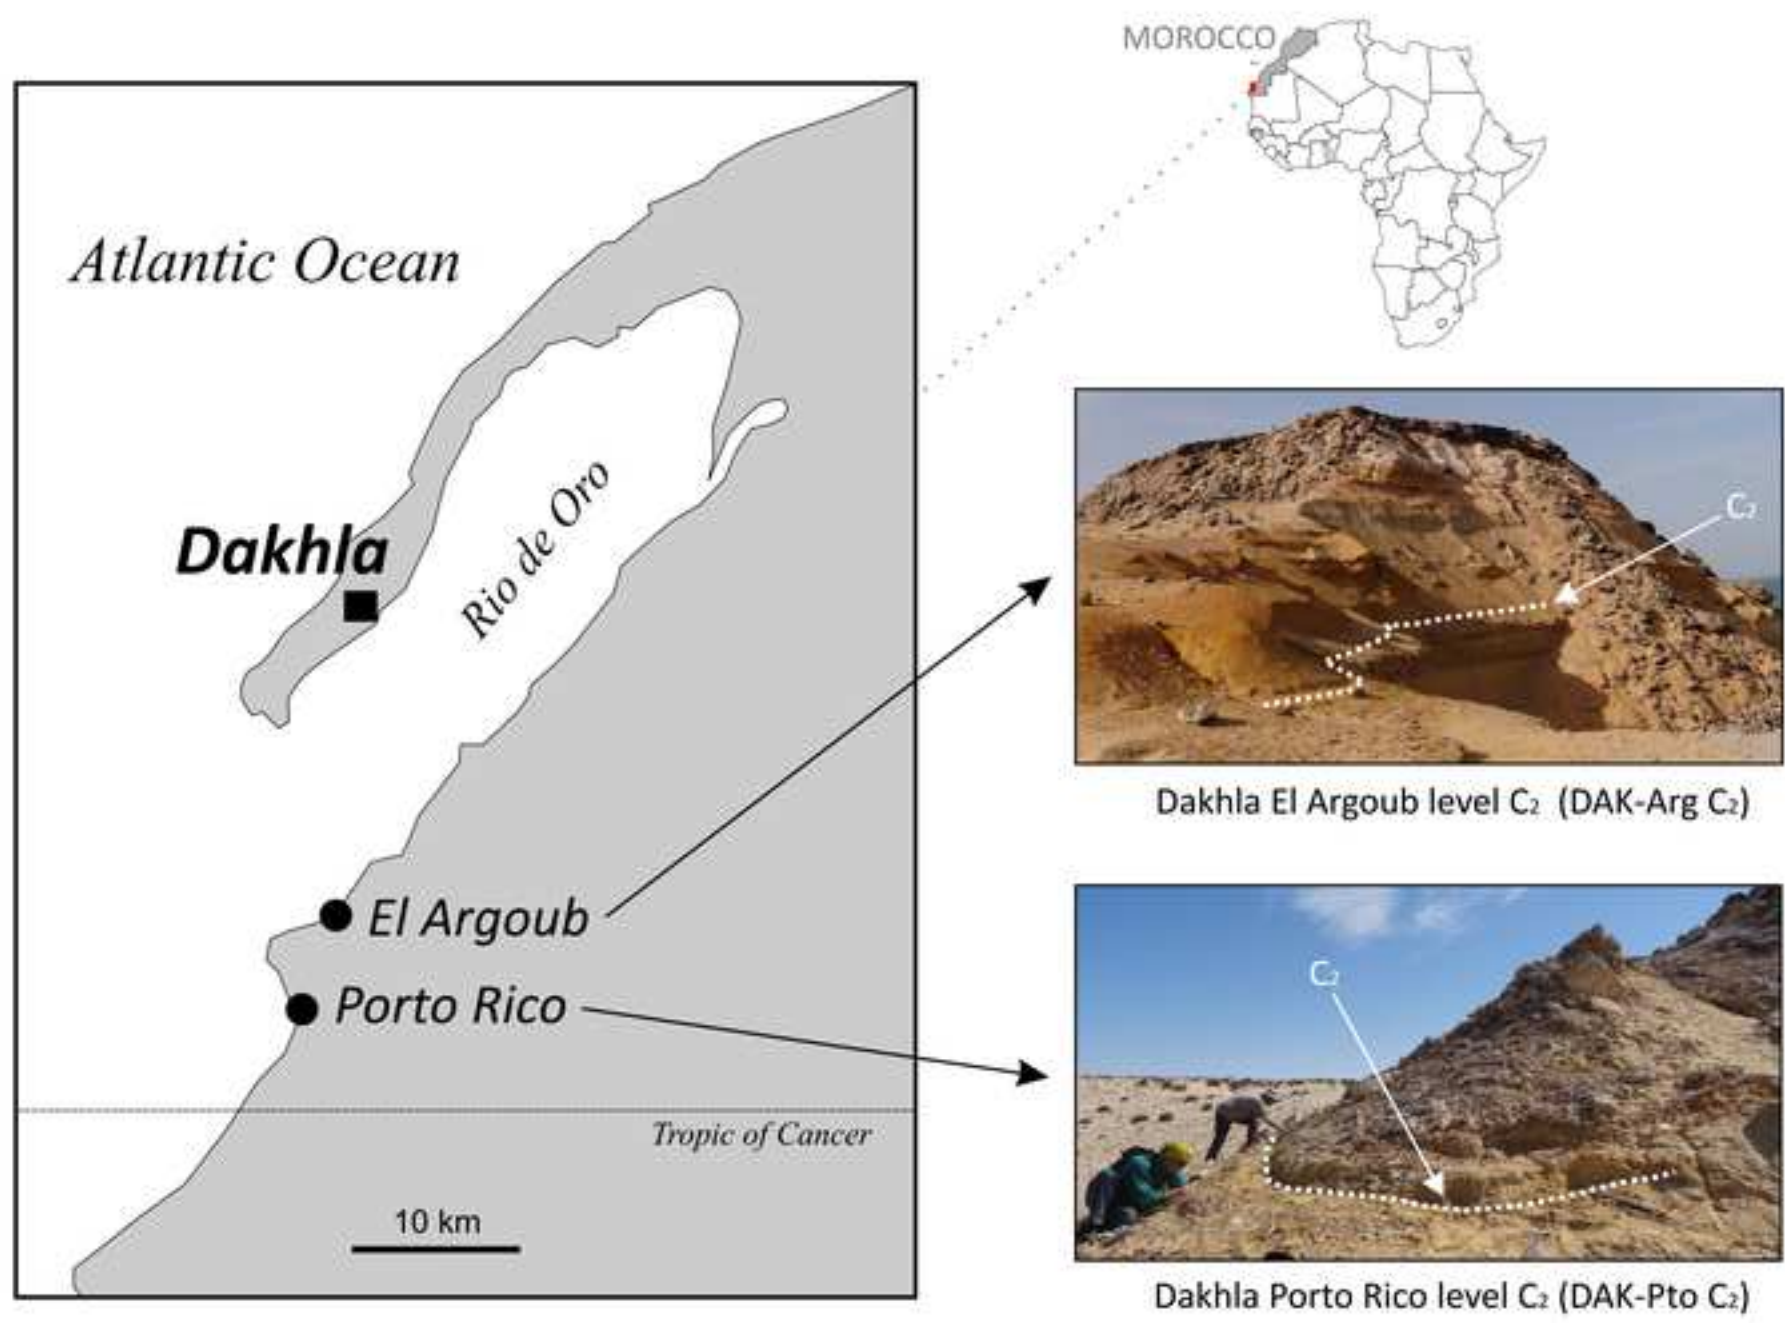 MOROCCO
Atlantic Ocean
Dakhla
Rio de Oro
El Argoub
Porto Rico
Tropic of Cancer
10 km
C₂
Dakhla El Argoub level C₂ (DAK-Arg C₂)
C₂
Dakhla Porto Rico level C₂ (DAK-Pto C₂)